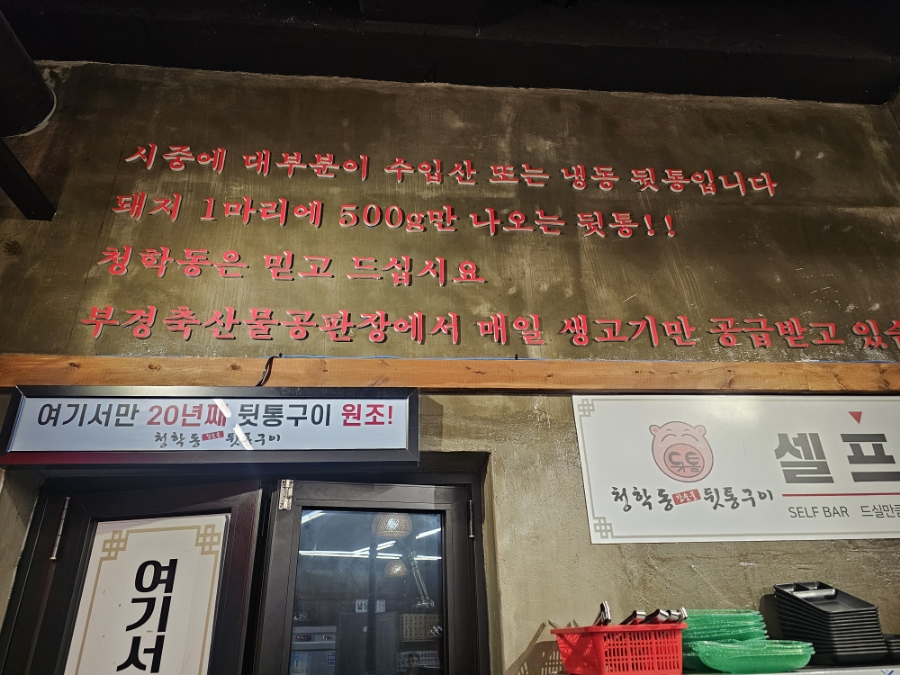 시중에 대부분이 수입산 또는 냉동 뒷통입니다
돼지 1마리에 500g만 나오는 뒷통!!
청학동은 믿고 드십시요
부경축산물공판장에서 매일 생고기만 공급받고 있습
여기서만 20년째 뒷통구이 원조!
청학동 뒷통구이
뒷통
청학동 뒷통구이
셀프
SELF BAR 드실만큼
여기서